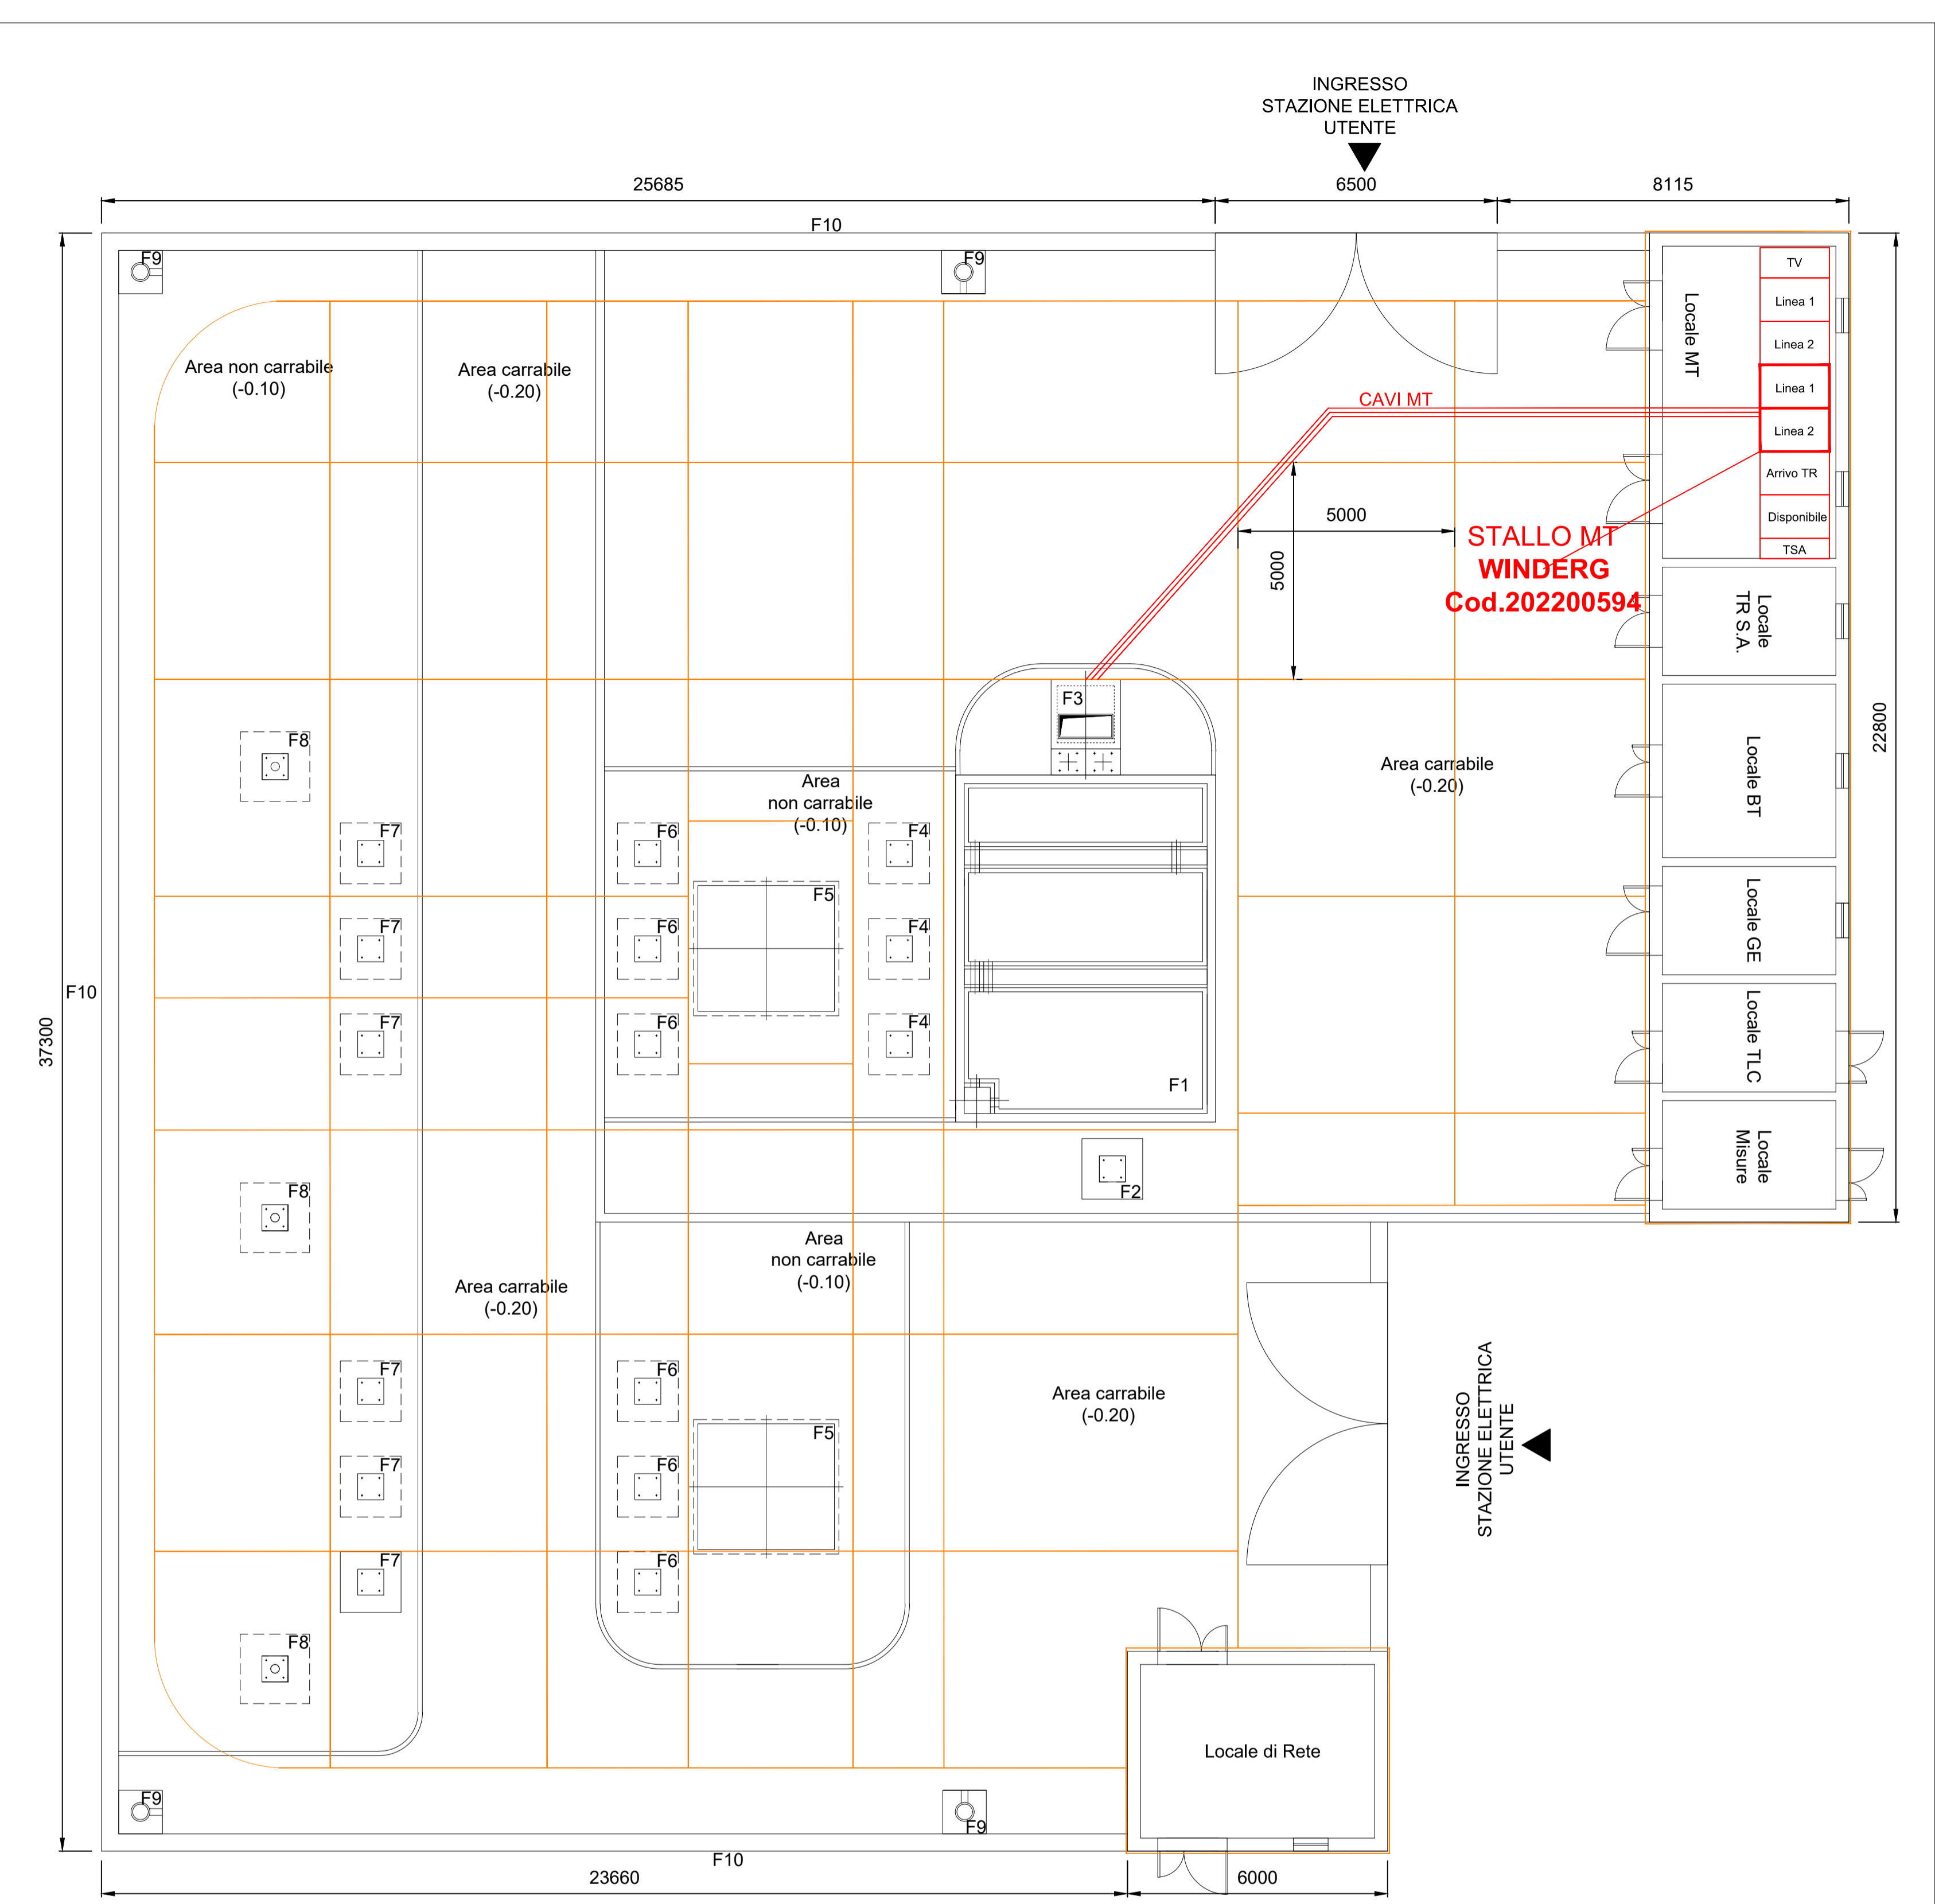 INGRESSO
STAZIONE ELETTRICA
UTENTE
25685
6500
8115
F10
F9
F9
TV
Linea 1
Linea 2
Linea 1
Linea 2
Arrivo TR
Disponibile
TSA
Locale MT
Area non carrabile
(-0.10)
Area carrabile
(-0.20)
CAVI MT
5000
5000
STALLO MT
WINDERG
Cod.202200594
Locale
TR S.A.
F3
F8
22800
Area carrabile
(-0.20)
Locale BT
Area
non carrabile
(-0.10)
F7
F6
F4
F5
Locale GE
F7
F6
F4
F10
37300
F7
F6
F4
Locale TLC
F1
Locale
Misure
F8
F2
Area
non carrabile
(-0.10)
Area carrabile
(-0.20)
F7
F6
Area carrabile
(-0.20)
INGRESSO
STAZIONE ELETTRICA
UTENTE
F5
F7
F6
F7
F6
F8
Locale di Rete
F9
F9
F10
23660
6000